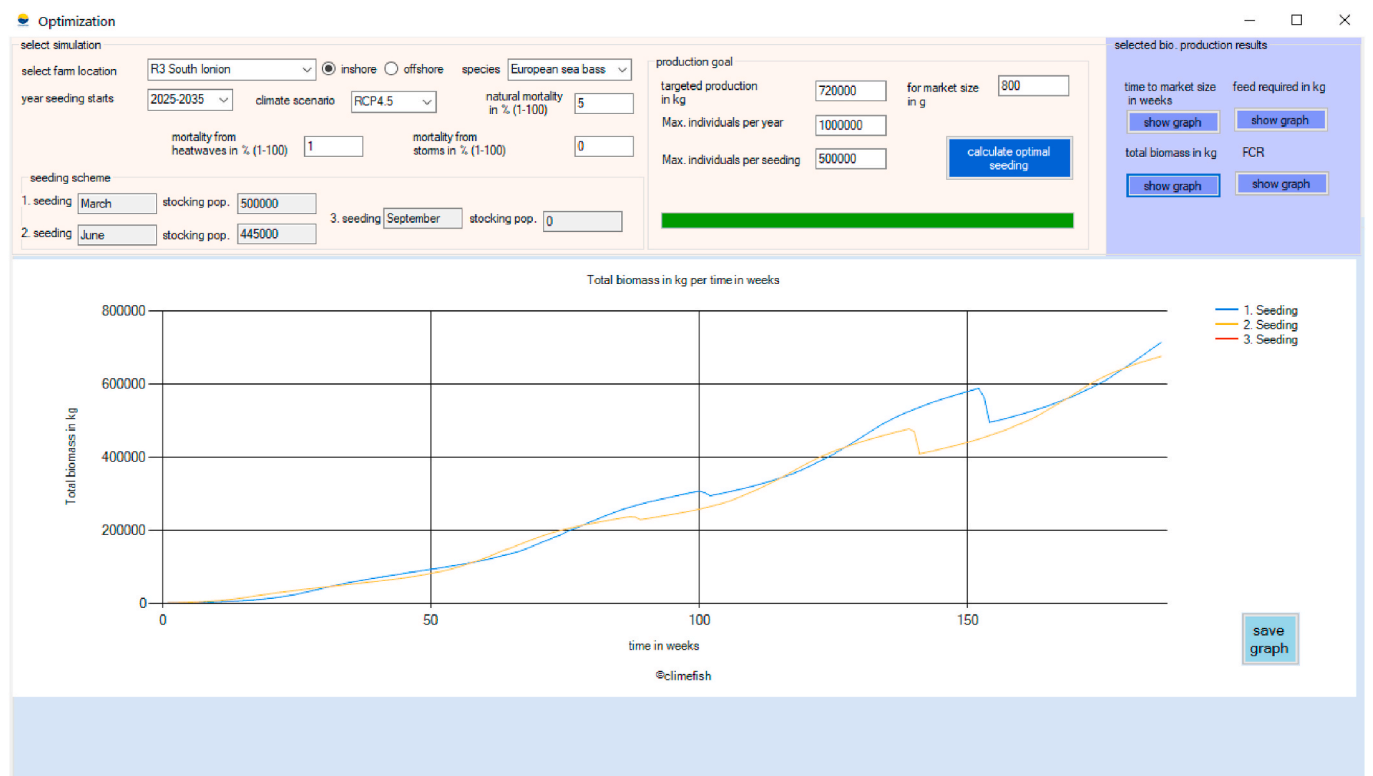 Optimization
select simulation
select farm location R3 South Ionion inshore offshore species European sea bass
year seeding starts 2025-2035 climate scenario RCP4.5 natural mortality
in % (1-100) 5
mortality from
heatwaves in % (1-100) 1
mortality from
storms in % (1-100) 0
seeding scheme
1. seeding March stocking pop. 500000
2. seeding June stocking pop. 445000
3. seeding September stocking pop. 0
production goal
targeted production
in kg 720000
for market size
in g 800
Max. individuals per year 1000000
Max. individuals per seeding 500000
calculate optimal
seeding
selected bio. production results
time to market size
in weeks
show graph
feed required in kg
show graph
total biomass in kg
show graph
FCR
show graph
Total biomass in kg per time in weeks
800000
600000
400000
200000
0
Total biomass in kg
0 50 100 150
time in weeks
©climefish
1. Seeding
2. Seeding
3. Seeding
save
graph